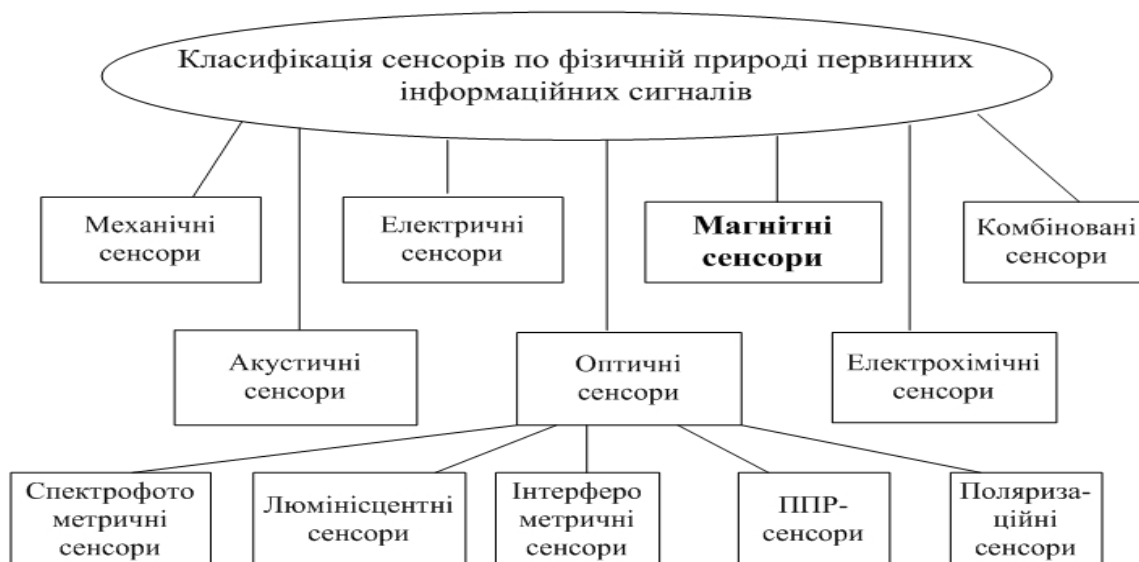 Класифікація сенсорів по фізичній природі первинних
інформаційних сигналів
Механічні
сенсори
Електричні
сенсори
Магнітні
сенсори
Комбіновані
сенсори
Акустичні
сенсори
Оптичні
сенсори
Електрохімічні
сенсори
Спектрофото
метричні
сенсори
Люмінісцентні
сенсори
Інтерферо
метричні
сенсори
ППР-
сенсори
Поляриза-
ційні
сенсори